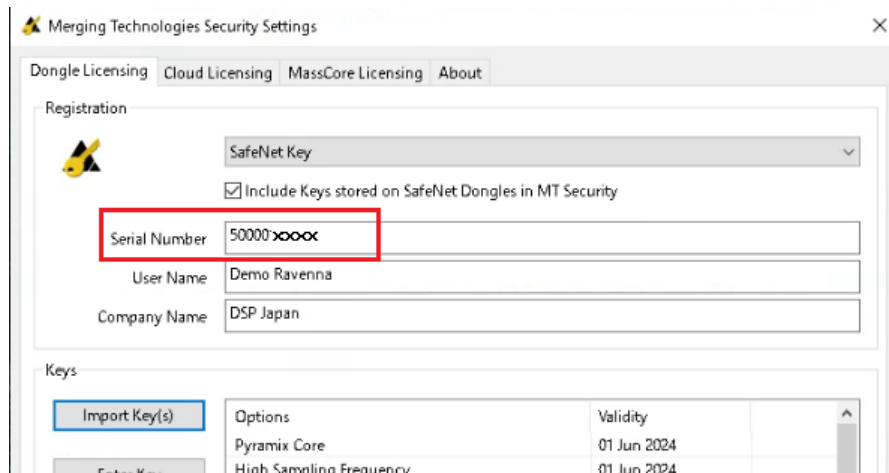 Merging Technologies Security Settings
Dongle Licensing Cloud Licensing MassCore Licensing About
Registration
SafeNet Key
Include Keys stored on SafeNet Dongles in MT Security
Serial Number 50000 xxxx
User Name Demo Ravenna
Company Name DSP Japan
Keys
Import Key(s) Options Validity
Pyramix Core 01 Jun 2024
Enter Key High Sampling Frequency 01 Jun 2024